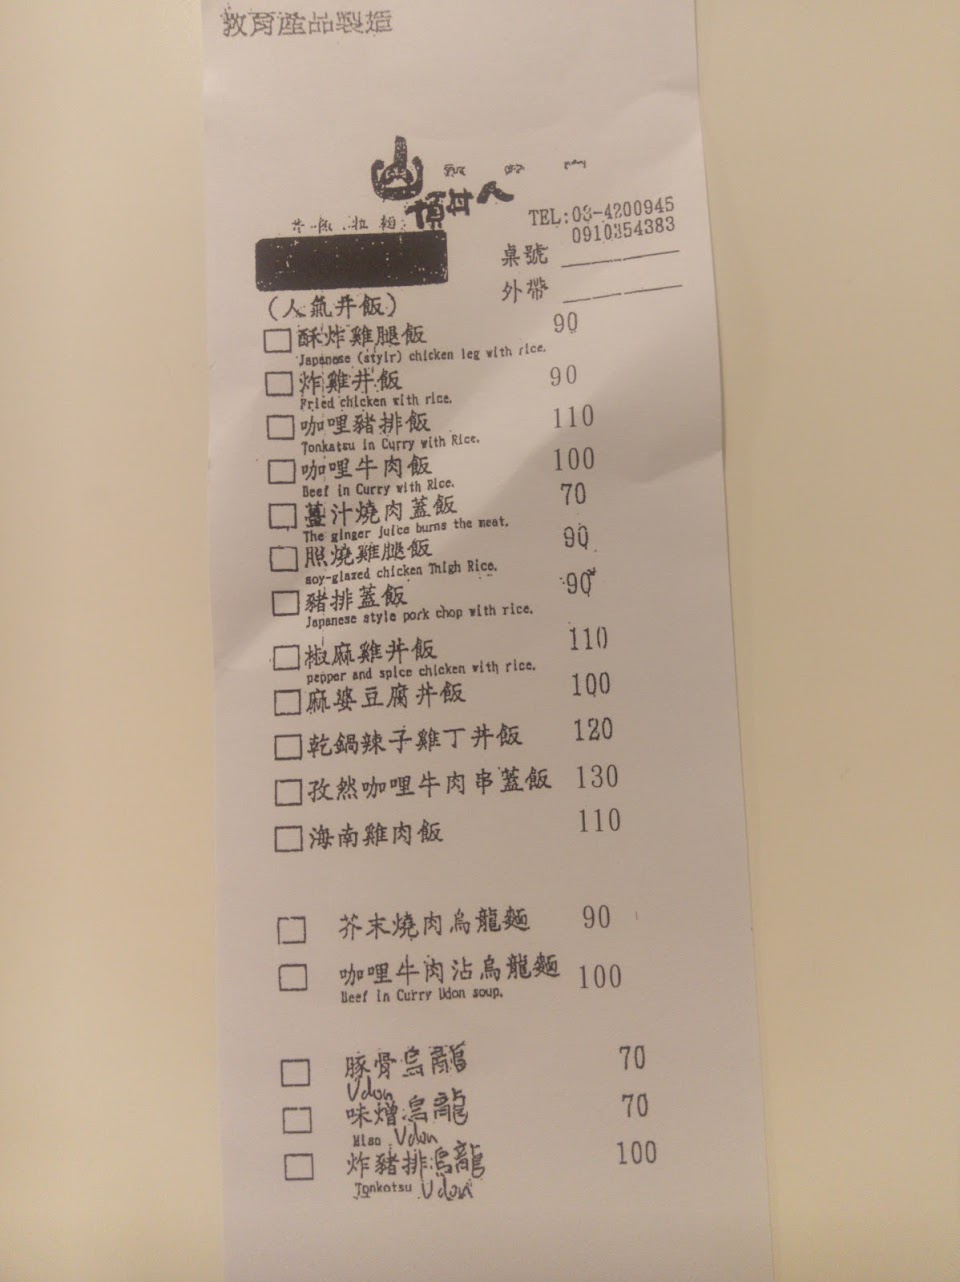 教育產品製造
頂丼人
TEL:03-4200945
0910354383
桌號
外帶
(人氣丼飯)
酥炸雞腿飯 90
Japanese (stylr) chicken leg with rice.
炸雞丼飯 90
Fried chicken with rice.
咖哩豬排飯 110
Tonkatsu in Curry with Rice.
咖哩牛肉飯 100
Beef in Curry with Rice.
薑汁燒肉蓋飯 70
The ginger juice burns the meat.
照燒雞腿飯 90
soy-glazed chicken Thigh Rice.
豬排蓋飯 90
Japanese style pork chop with rice.
椒麻雞丼飯 110
pepper and spice chicken with rice.
麻婆豆腐丼飯 100
乾鍋辣子雞丁丼飯 120
孜然咖哩牛肉串蓋飯 130
海南雞肉飯 110
芥末燒肉烏龍麵 90
咖哩牛肉沾烏龍麵 100
Beef in Curry Udon soup.
豚骨烏龍 70
Udon
味噌烏龍 70
Miso Udon
炸豬排烏龍 100
Tonkotsu Udon